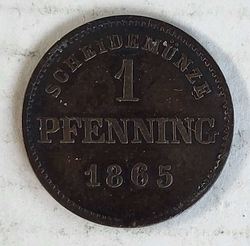 SCHEIDEMÜNZE
1
PFENNING
1865